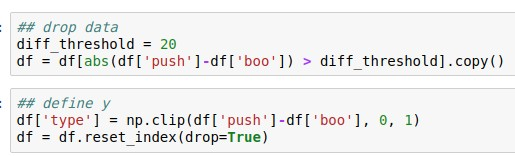 ## drop data
diff_threshold = 20
df = df[abs(df['push']-df['boo']) > diff_threshold].copy()
## define y
df['type'] = np.clip(df['push']-df['boo'], 0, 1)
df = df.reset_index(drop=True)